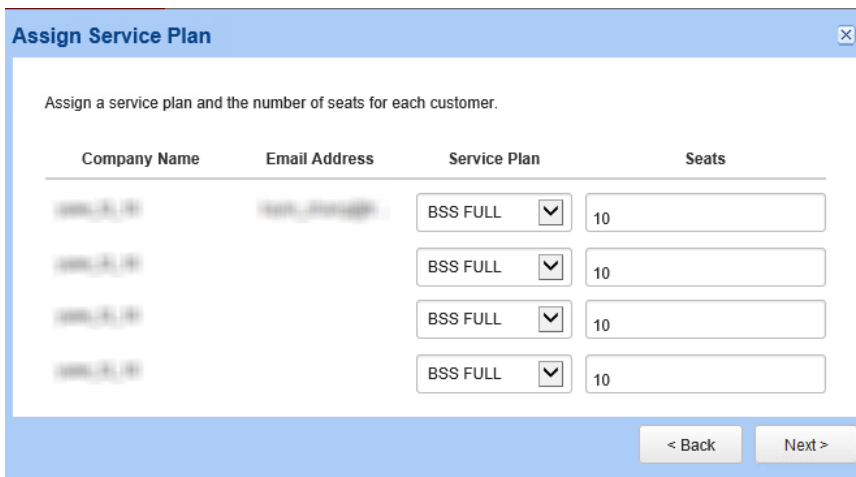 Assign Service Plan
Assign a service plan and the number of seats for each customer.
Company Name Email Address Service Plan Seats
BSS FULL 10
BSS FULL 10
BSS FULL 10
BSS FULL 10
< Back Next >